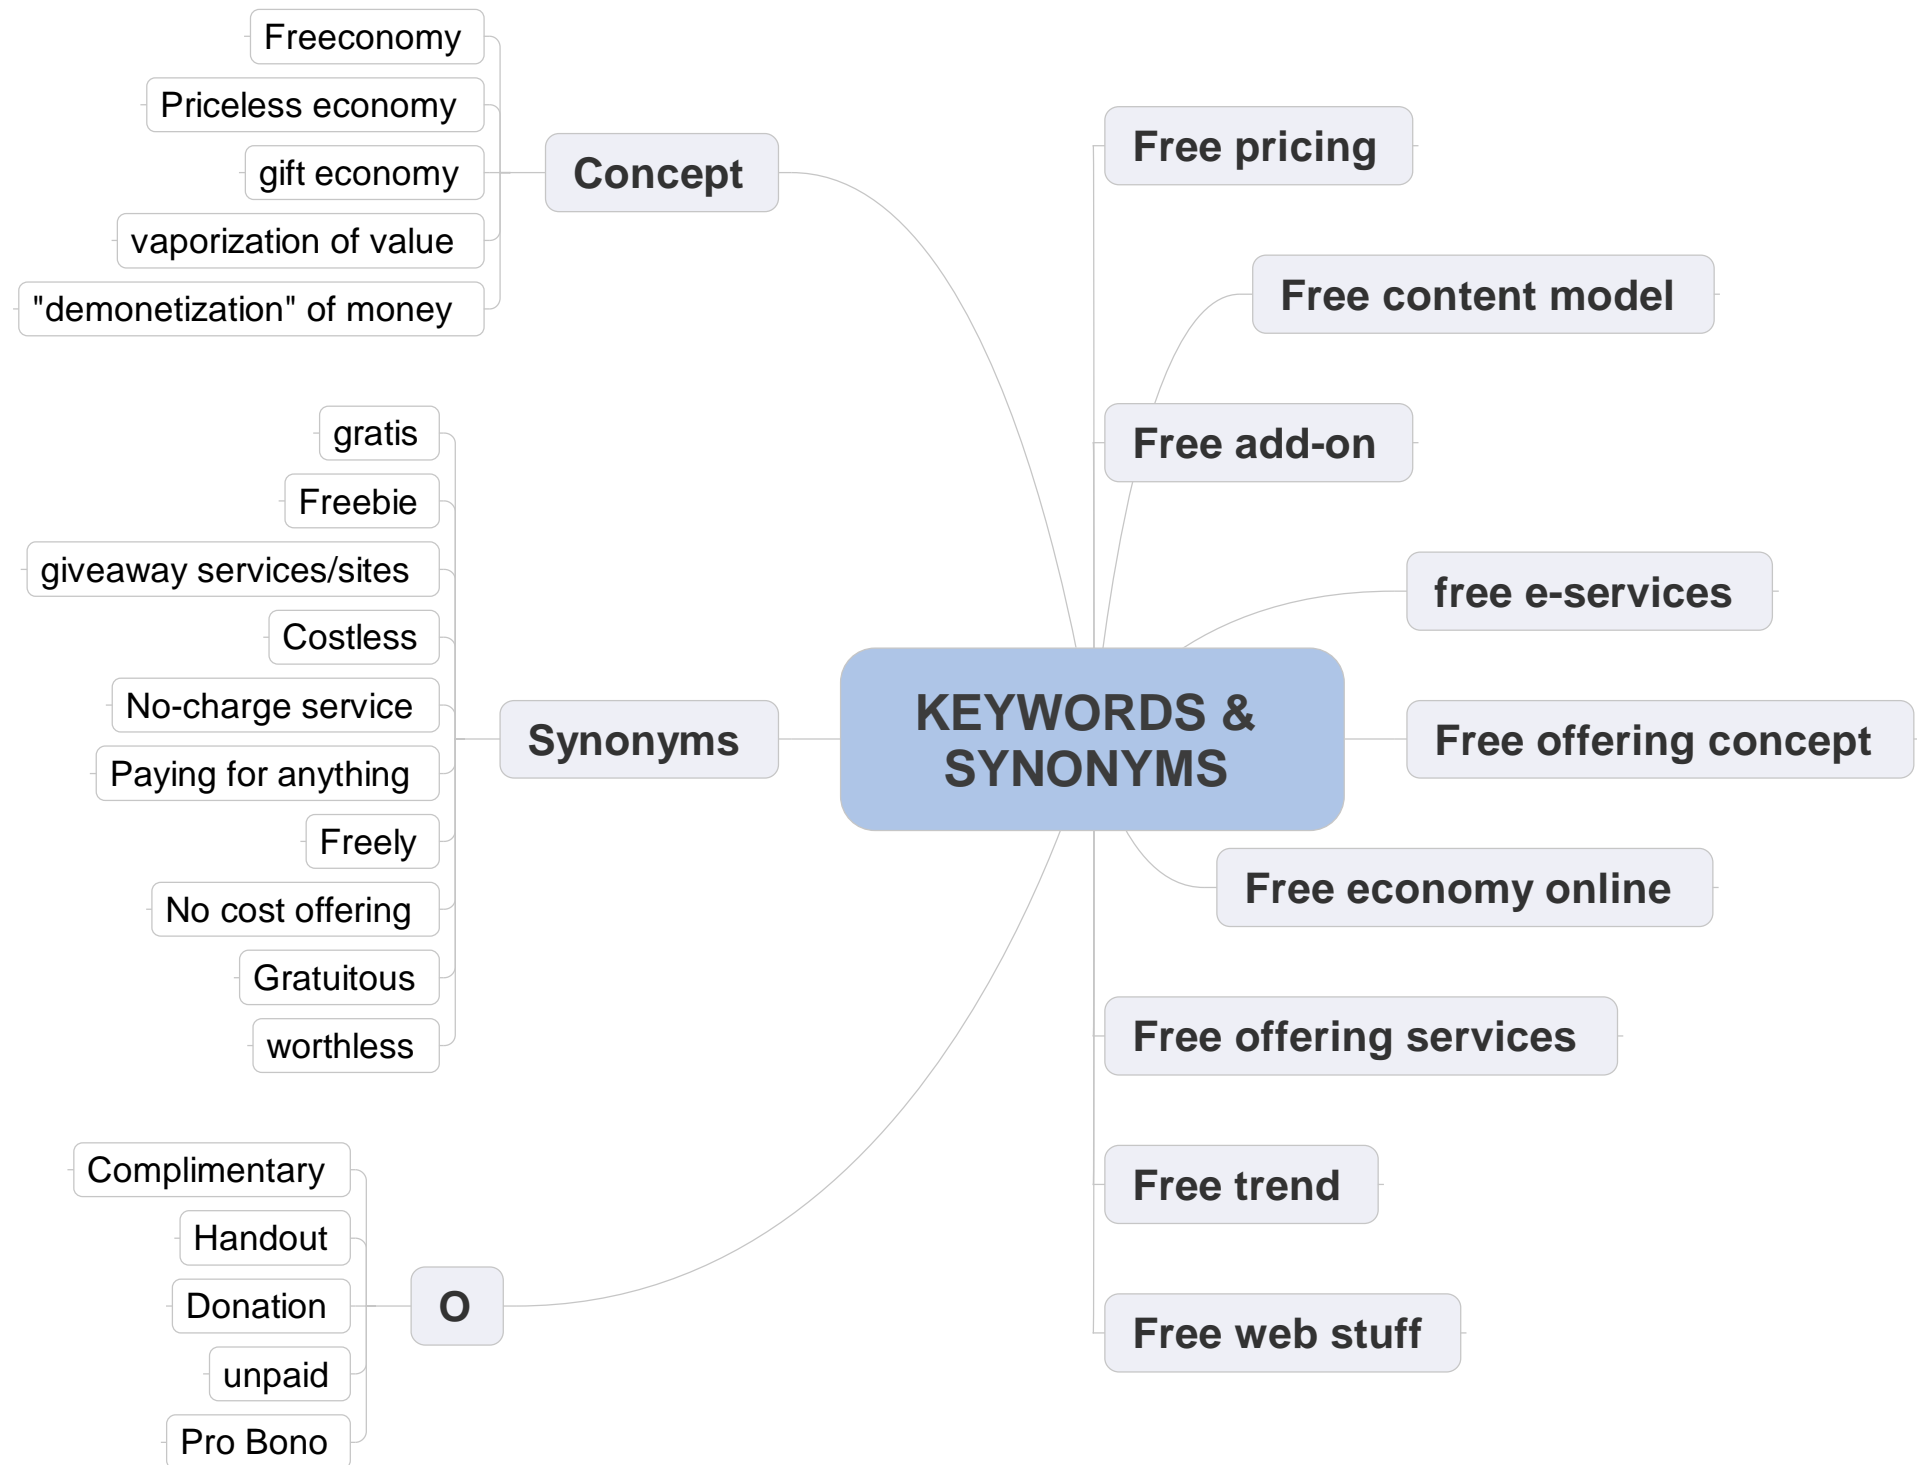 Freeconomy
Priceless economy
gift economy
vaporization of value
"demonetization" of money
Concept
gratis
Freebie
giveaway services/sites
Costless
No-charge service
Paying for anything
Freely
No cost offering
Gratuitous
worthless
Synonyms
Complimentary
Handout
Donation
unpaid
Pro Bono
O
KEYWORDS &
SYNONYMS
Free pricing
Free content model
Free add-on
free e-services
Free offering concept
Free economy online
Free offering services
Free trend
Free web stuff